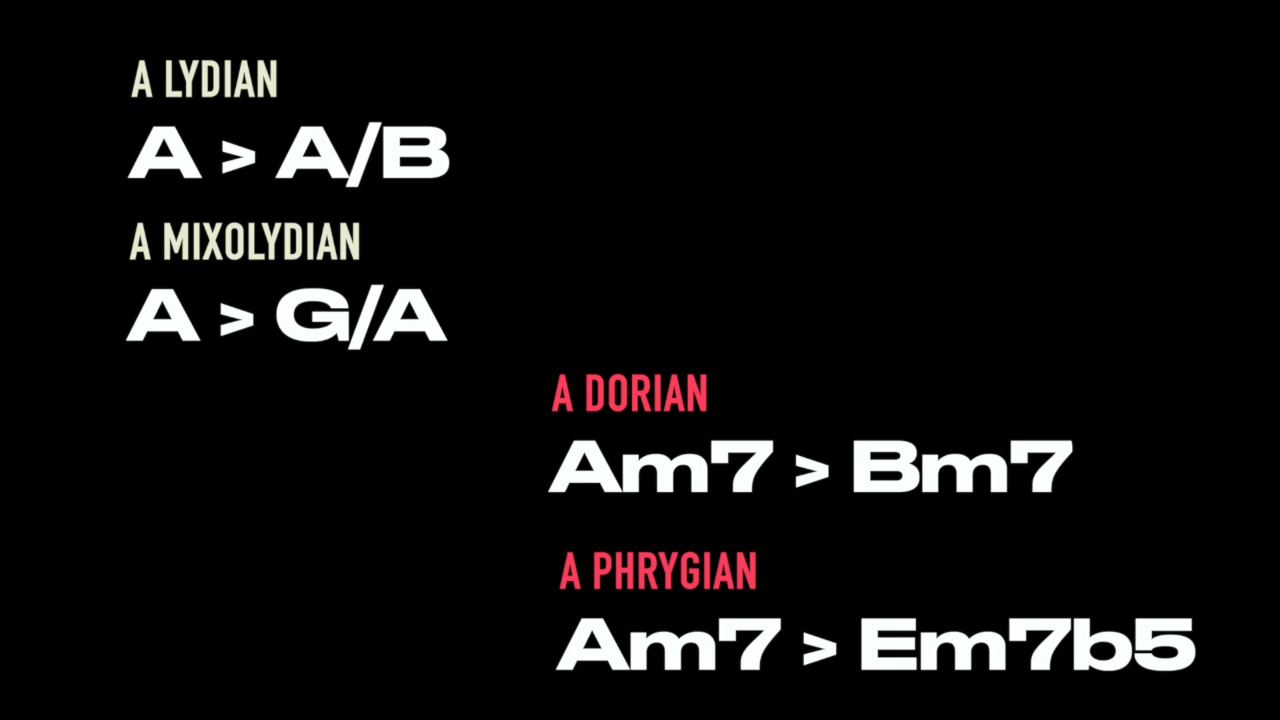 A LYDIAN
A > A/B
A MIXOLYDIAN
A > G/A
A DORIAN
Am7 > Bm7
A PHRYGIAN
Am7 > Em7b5